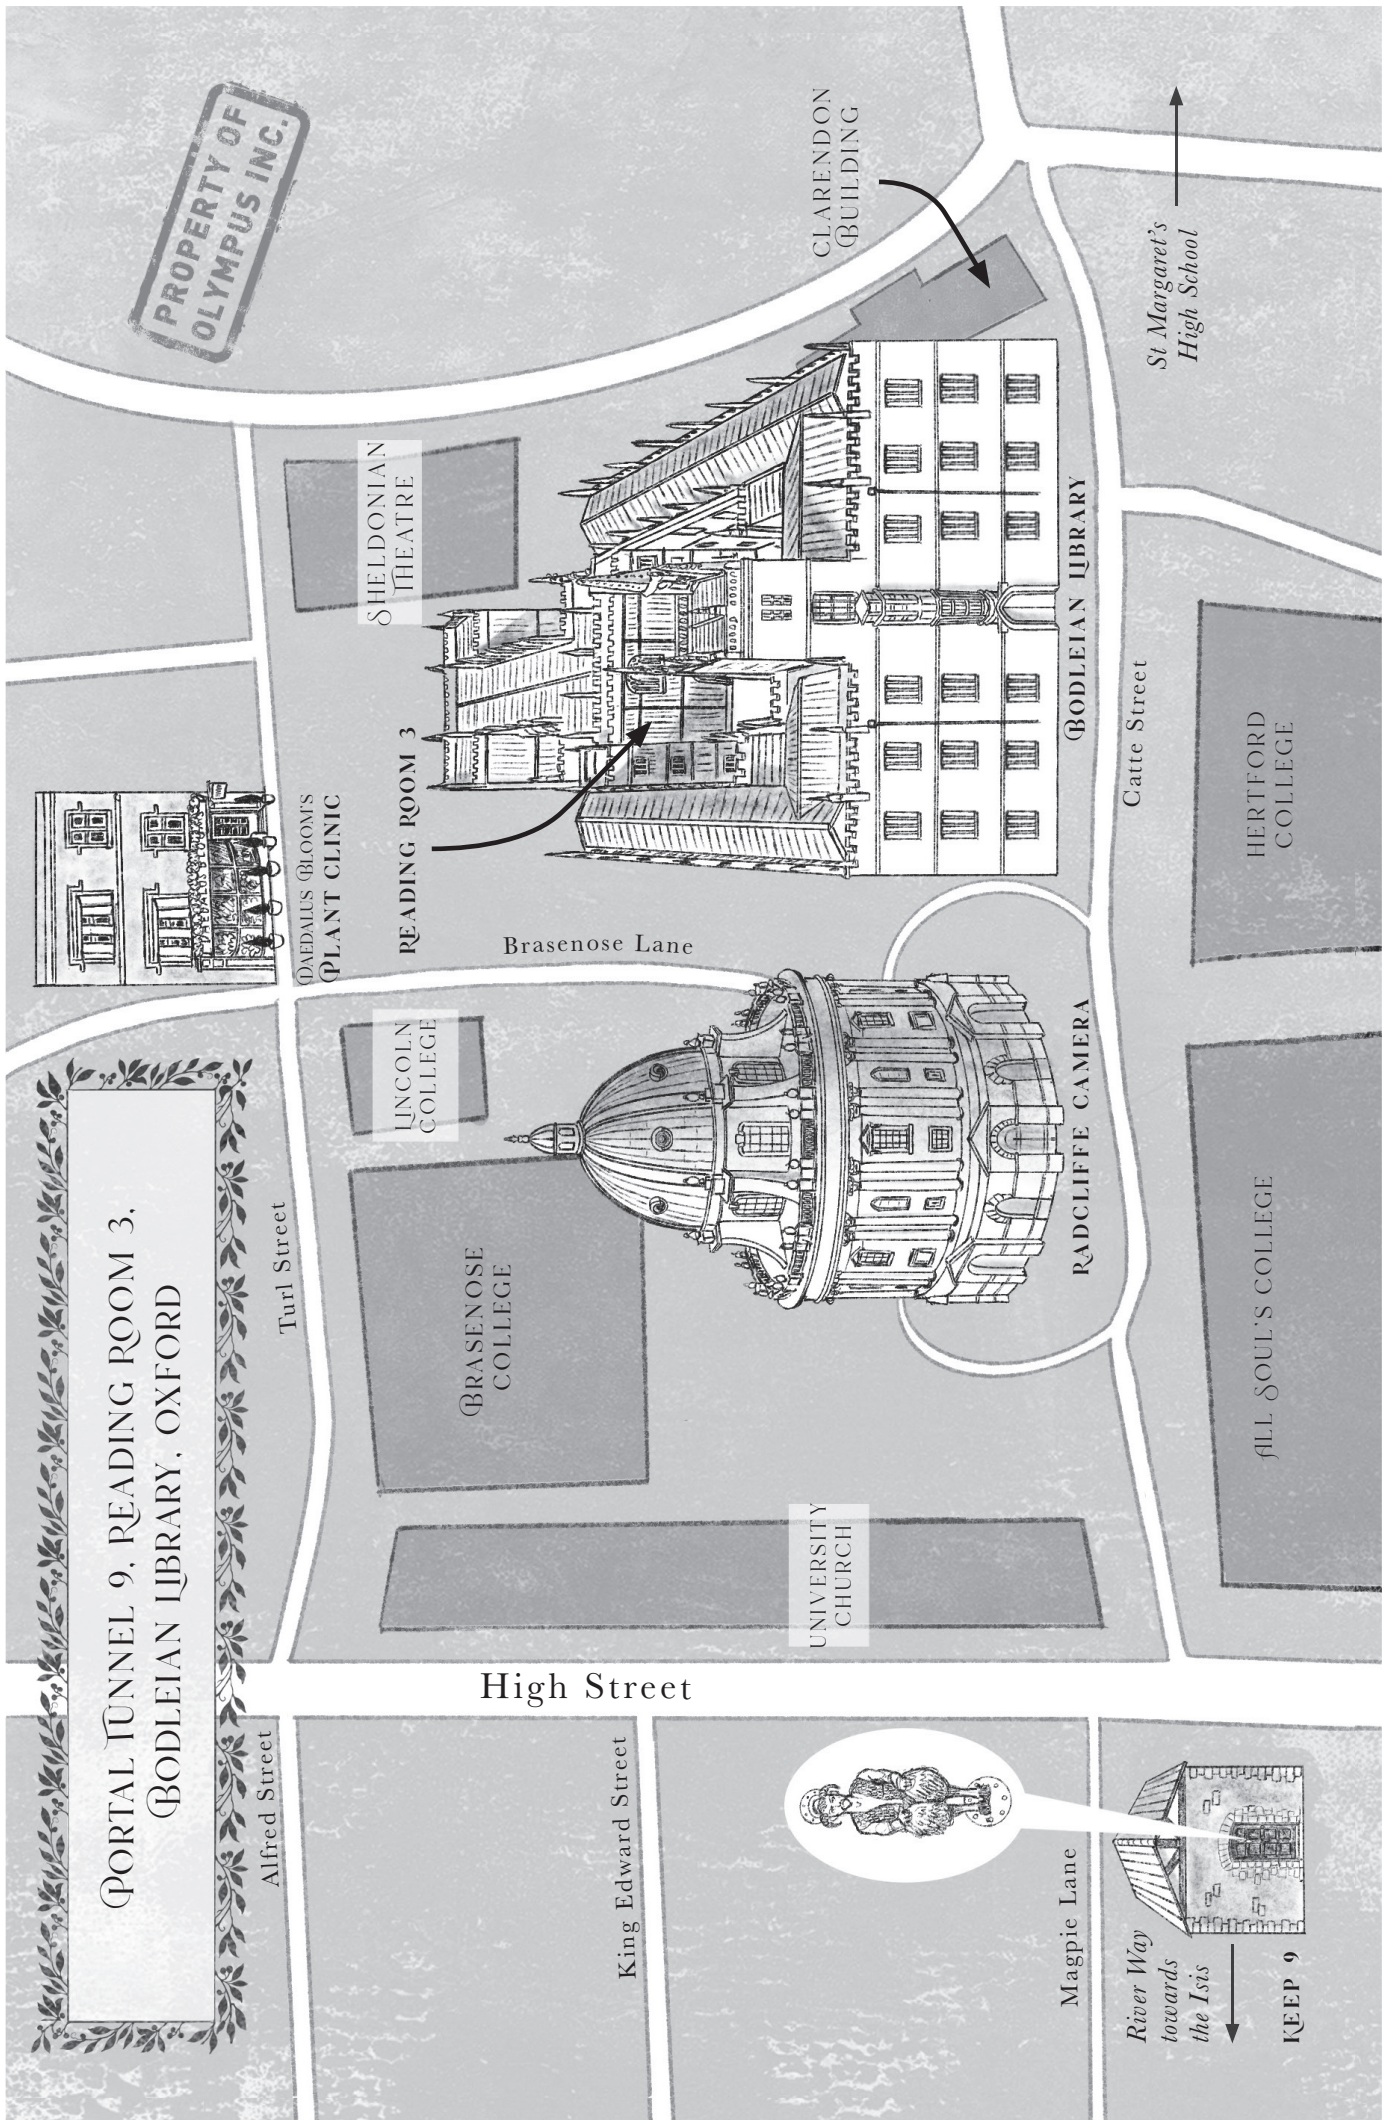 PORTAL TUNNEL 9, READING ROOM 3,
BODLEIAN LIBRARY, OXFORD
PROPERTY OF
OLYMPUS INC.
DAEDALUS BLOOM'S
PLANT CLINIC
Alfred Street
Turl Street
SHELDONIAN
THEATRE
LINCOLN
COLLEGE
READING ROOM 3
BRASENOSE
COLLEGE
Brasenose Lane
High Street
King Edward Street
UNIVERSITY
CHURCH
CLARENDON
BUILDING
Magpie Lane
RADCLIFFE CAMERA
BODLEIAN LIBRARY
Catte Street
River Way
towards
the Isis
St Margaret's
High School
KEEP 9
ALL SOUL'S COLLEGE
HERTFORD
COLLEGE